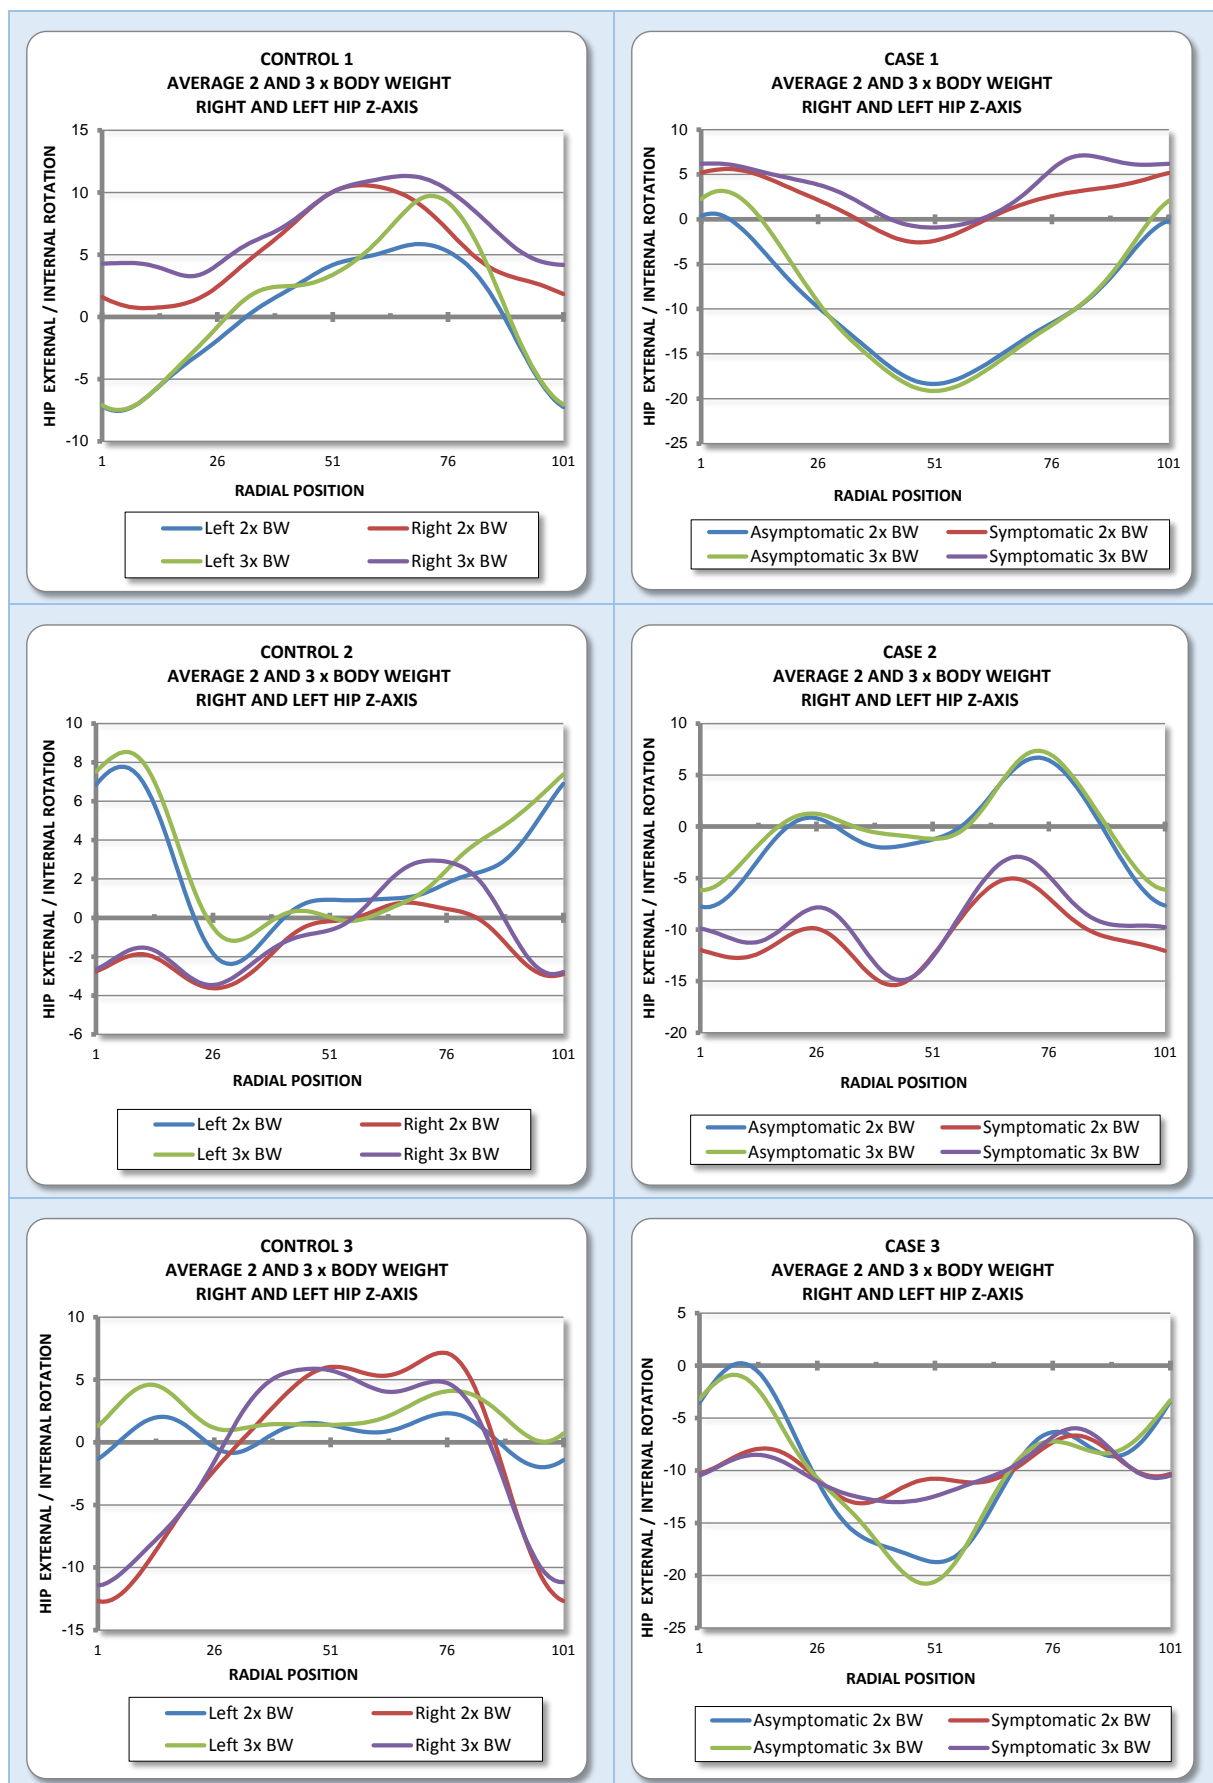 CONTROL 1
AVERAGE 2 AND 3 x BODY WEIGHT
RIGHT AND LEFT HIP Z-AXIS
HIP EXTERNAL / INTERNAL ROTATION
15
10
5
0
-5
-10
1 26 51 76 101
RADIAL POSITION
Left 2x BW Right 2x BW
Left 3x BW Right 3x BW
CASE 1
AVERAGE 2 AND 3 x BODY WEIGHT
RIGHT AND LEFT HIP Z-AXIS
HIP EXTERNAL / INTERNAL ROTATION
10
5
0
-5
-10
-15
-20
-25
1 26 51 76 101
RADIAL POSITION
Asymptomatic 2x BW Symptomatic 2x BW
Asymptomatic 3x BW Symptomatic 3x BW
CONTROL 2
AVERAGE 2 AND 3 x BODY WEIGHT
RIGHT AND LEFT HIP Z-AXIS
HIP EXTERNAL / INTERNAL ROTATION
10
8
6
4
2
0
-2
-4
-6
1 26 51 76 101
RADIAL POSITION
Left 2x BW Right 2x BW
Left 3x BW Right 3x BW
CASE 2
AVERAGE 2 AND 3 x BODY WEIGHT
RIGHT AND LEFT HIP Z-AXIS
HIP EXTERNAL / INTERNAL ROTATION
10
5
0
-5
-10
-15
-20
1 26 51 76 101
RADIAL POSITION
Asymptomatic 2x BW Symptomatic 2x BW
Asymptomatic 3x BW Symptomatic 3x BW
CONTROL 3
AVERAGE 2 AND 3 x BODY WEIGHT
RIGHT AND LEFT HIP Z-AXIS
HIP EXTERNAL / INTERNAL ROTATION
10
5
0
-5
-10
-15
1 26 51 76 101
RADIAL POSITION
Left 2x BW Right 2x BW
Left 3x BW Right 3x BW
CASE 3
AVERAGE 2 AND 3 x BODY WEIGHT
RIGHT AND LEFT HIP Z-AXIS
HIP EXTERNAL / INTERNAL ROTATION
5
0
-5
-10
-15
-20
-25
1 26 51 76 101
RADIAL POSITION
Asymptomatic 2x BW Symptomatic 2x BW
Asymptomatic 3x BW Symptomatic 3x BW